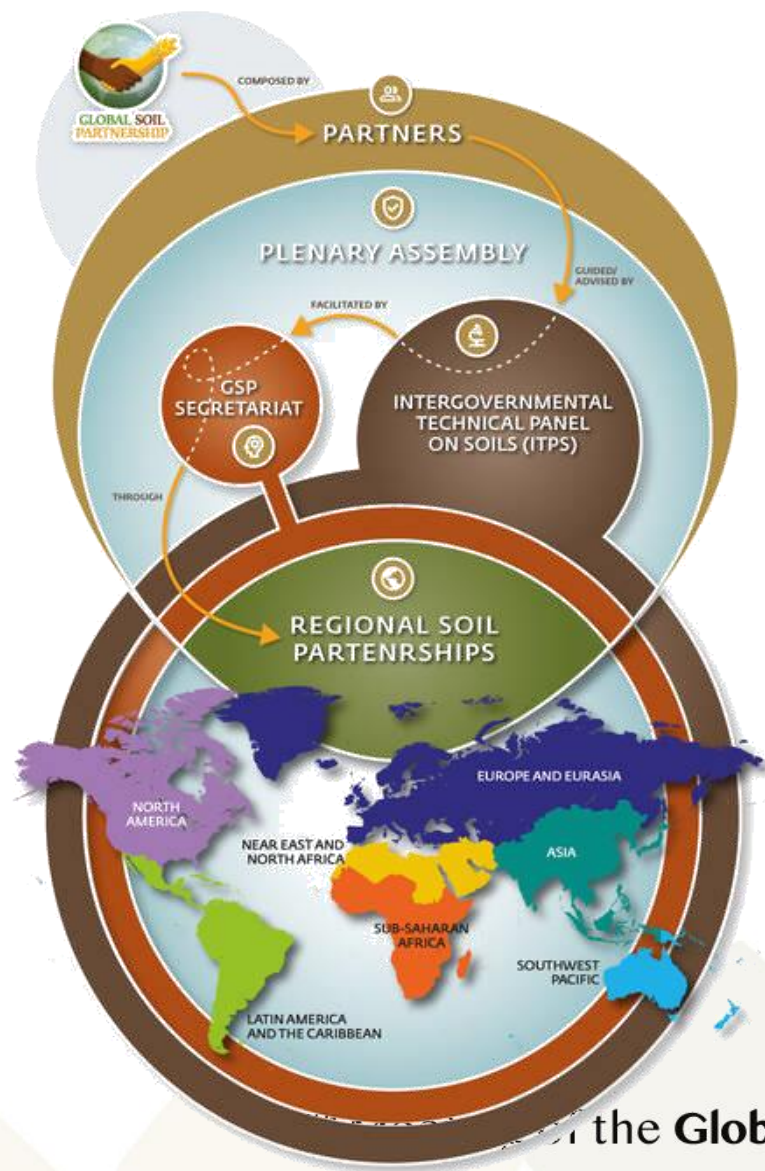 GLOBAL SOIL
PARTNERSHIP
COMPOSED BY
PARTNERS
PLENARY ASSEMBLY
GUIDED/
ADVISED BY
FACILITATED BY
GSP
SECRETARIAT
INTERGOVERNMENTAL
TECHNICAL PANEL
ON SOILS (ITPS)
THROUGH
REGIONAL SOIL
PARTENRSHIPS
NORTH
AMERICA
EUROPE AND EURASIA
NEAR EAST AND
NORTH AFRICA
ASIA
SUB-SAHARAN
AFRICA
SOUTHWEST
PACIFIC
LATIN AMERICA
AND THE CARIBBEAN
of the Glob